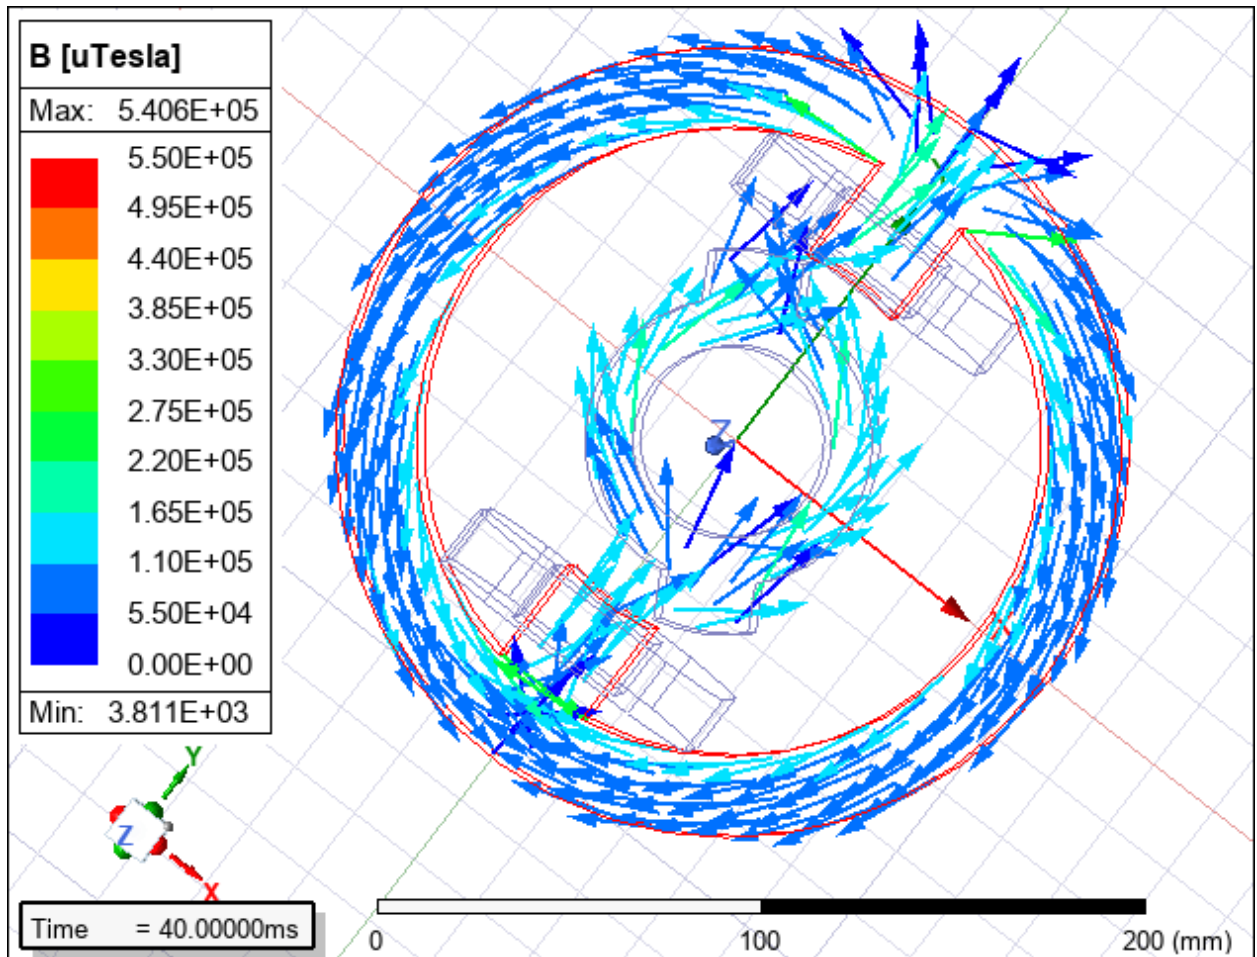 B [uTesla]
Max: 5.406E+05
5.50E+05
4.95E+05
4.40E+05
3.85E+05
3.30E+05
2.75E+05
2.20E+05
1.65E+05
1.10E+05
5.50E+04
0.00E+00
Min: 3.811E+03
Z
Y
Z
X
Time = 40.00000ms
0 100 200 (mm)